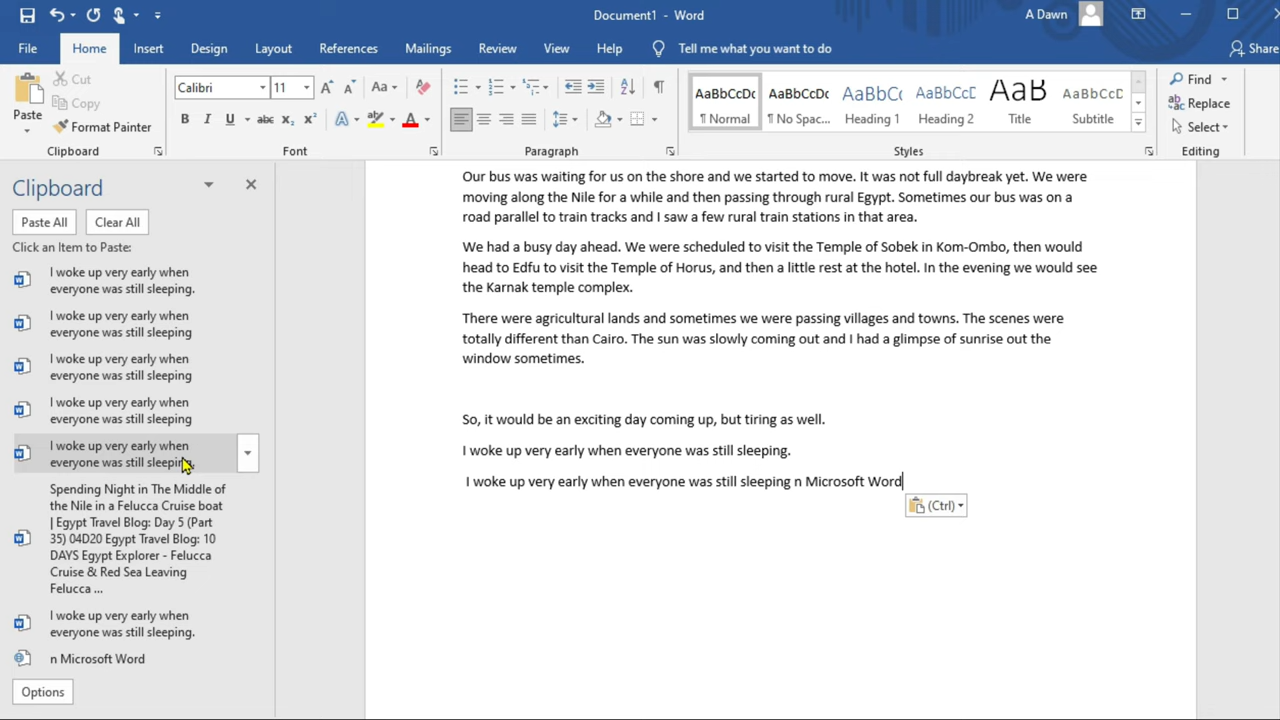 Document1 - Word
A Dawn
File Home Insert Design Layout References Mailings Review View Help Tell me what you want to do Share
Paste
Cut
Copy
Format Painter
Calibri 11
Aa
B I U abc x₂ x² A A
AaBbCcDc AaBbCcDc AaBbCc AaBbCcD AaB AaBbCcD
¶ Normal ¶ No Spac... Heading 1 Heading 2 Title Subtitle
Find
Replace
Select
Clipboard Font Paragraph Styles Editing
Clipboard
Paste All Clear All
Click an Item to Paste:
I woke up very early when
everyone was still sleeping.
I woke up very early when
everyone was still sleeping
I woke up very early when
everyone was still sleeping
I woke up very early when
everyone was still sleeping
I woke up very early when
everyone was still sleeping.
Spending Night in The Middle of
the Nile in a Felucca Cruise boat
| Egypt Travel Blog: Day 5 (Part
35) 04D20 Egypt Travel Blog: 10
DAYS Egypt Explorer - Felucca
Cruise & Red Sea Leaving
Felucca ...
I woke up very early when
everyone was still sleeping.
n Microsoft Word
Options
Our bus was waiting for us on the shore and we started to move. It was not full daybreak yet. We were
moving along the Nile for a while and then passing through rural Egypt. Sometimes our bus was on a
road parallel to train tracks and I saw a few rural train stations in that area.
We had a busy day ahead. We were scheduled to visit the Temple of Sobek in Kom-Ombo, then would
head to Edfu to visit the Temple of Horus, and then a little rest at the hotel. In the evening we would see
the Karnak temple complex.
There were agricultural lands and sometimes we were passing villages and towns. The scenes were
totally different than Cairo. The sun was slowly coming out and I had a glimpse of sunrise out the
window sometimes.
So, it would be an exciting day coming up, but tiring as well.
I woke up very early when everyone was still sleeping.
I woke up very early when everyone was still sleeping n Microsoft Word
(Ctrl)